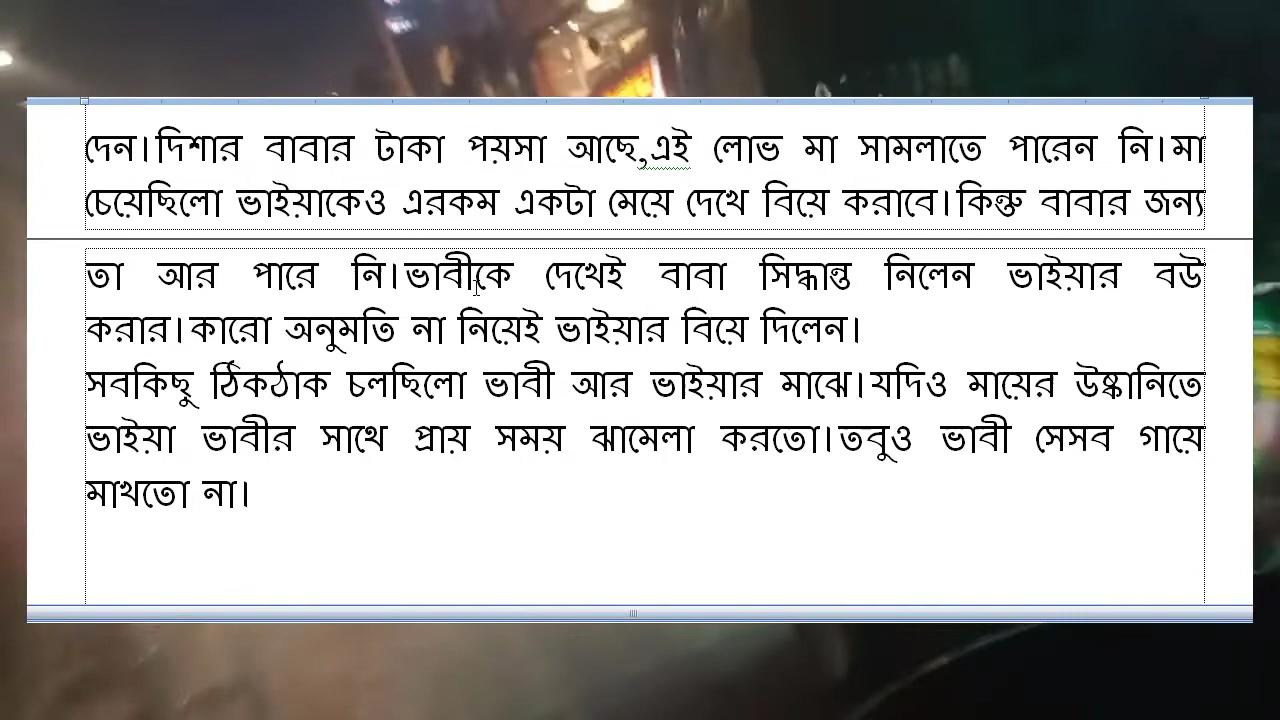 দেন।দিশার বাবার টাকা পয়সা আছে,এই লোভ মা সামলাতে পারেন নি।মা
চেয়েছিলো ভাইয়াকেও এরকম একটা মেয়ে দেখে বিয়ে করাবে।কিন্তু বাবার জন্য
তা আর পারে নি।ভাবীকে দেখেই বাবা সিদ্ধান্ত নিলেন ভাইয়ার বউ
করার।কারো অনুমতি না নিয়েই ভাইয়ার বিয়ে দিলেন।
সবকিছু ঠিকঠাক চলছিলো ভাবী আর ভাইয়ার মাঝে।যদিও মায়ের উষ্কানিতে
ভাইয়া ভাবীর সাথে প্রায় সময় ঝামেলা করতো।তবুও ভাবী সেসব গায়ে
মাখতো না।